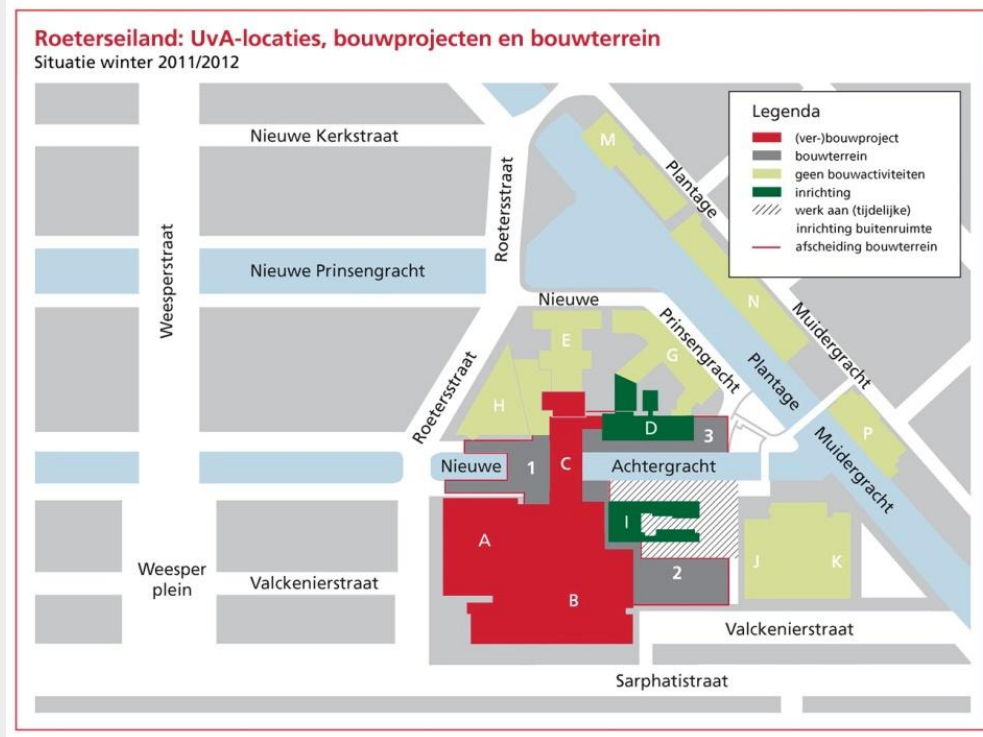 Roeterseiland: UvA-locaties, bouwprojecten en bouwterrein
Situatie winter 2011/2012
Legenda
(ver-)bouwproject
bouwterrein
geen bouwactiviteiten
inrichting
werk aan (tijdelijke)
inrichting buitenruimte
afscheiding bouwterrein
Nieuwe Kerkstraat
M
Plantage
Roetersstraat
Weesperstraat
Nieuwe Prinsengracht
Nieuwe
Prinsengracht
N
Muidergracht
E
G
Plantage
Roetersstraat
H
D
3
P
Muidergracht
Nieuwe
1
C
Achtergracht
A
I
J
K
Weesper
plein
Valckenierstraat
2
B
Valckenierstraat
Sarphatistraat